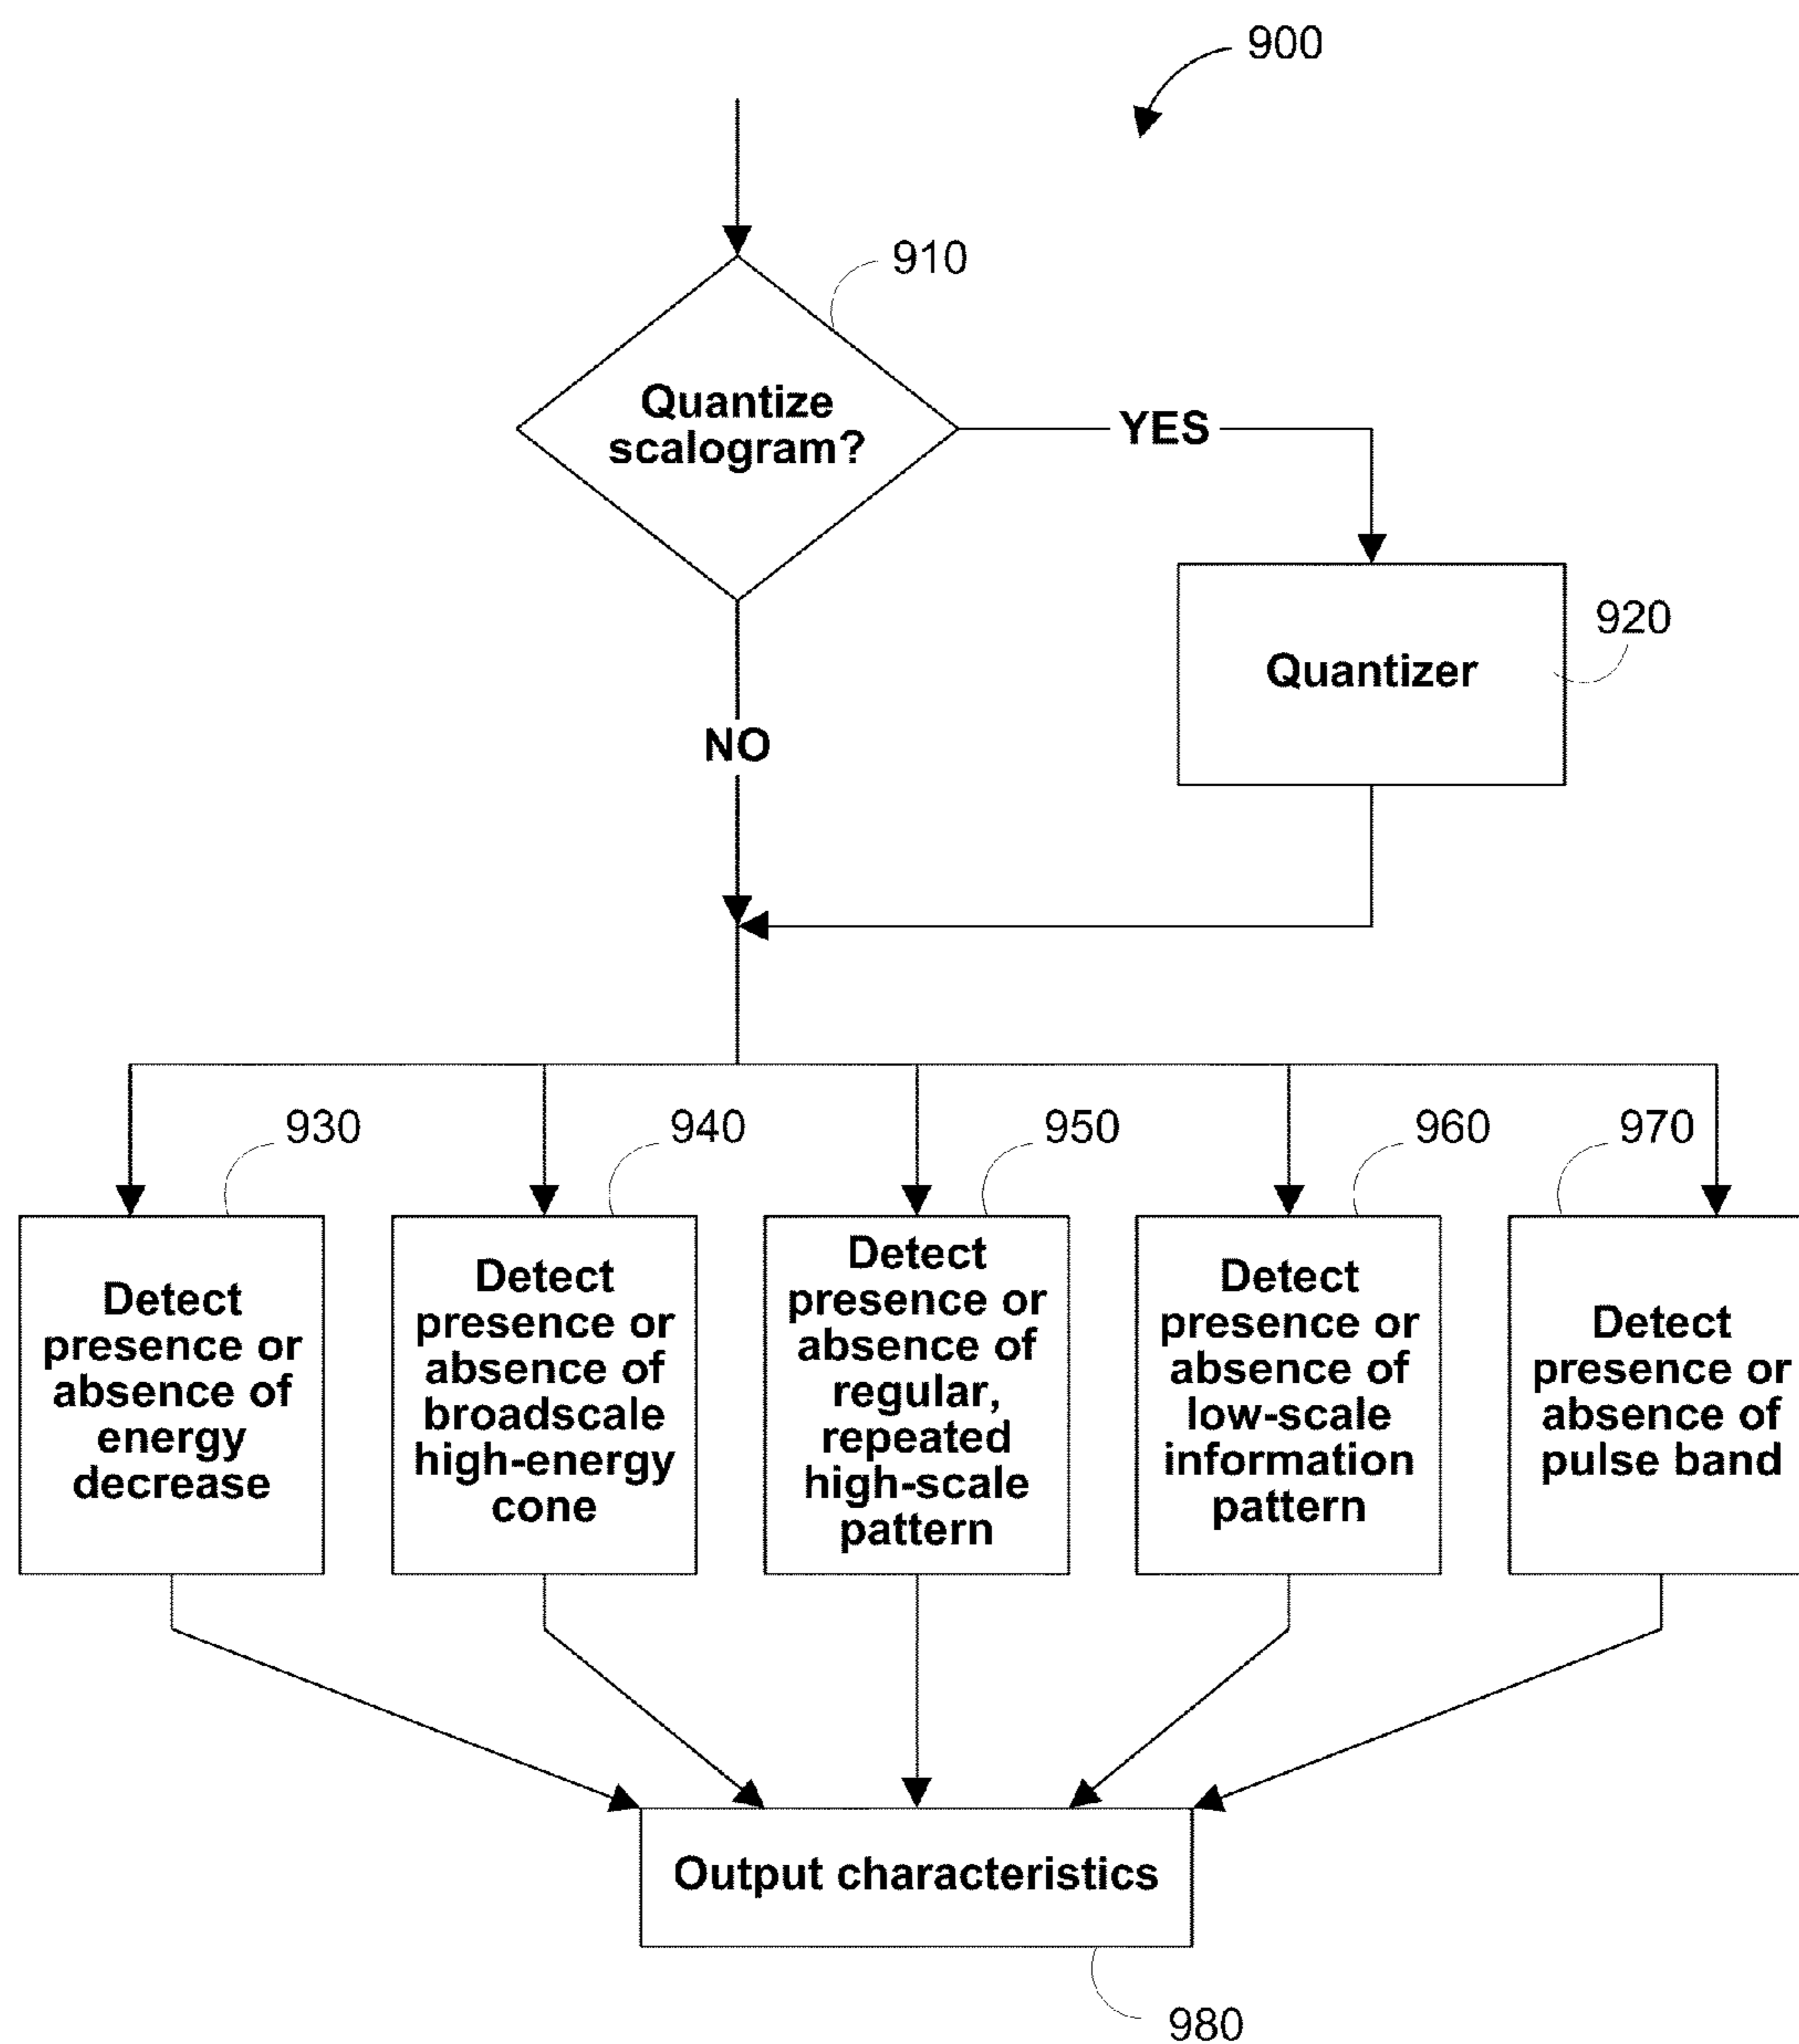 900
910
Quantize
scalogram?
YES
920
Quantizer
NO
930
940
950
960
970
Detect
presence or
absence of
energy
decrease
Detect
presence or
absence of
broadscale
high-energy
cone
Detect
presence or
absence of
regular,
repeated
high-scale
pattern
Detect
presence or
absence of
low-scale
information
pattern
Detect
presence or
absence of
pulse band
Output characteristics
980